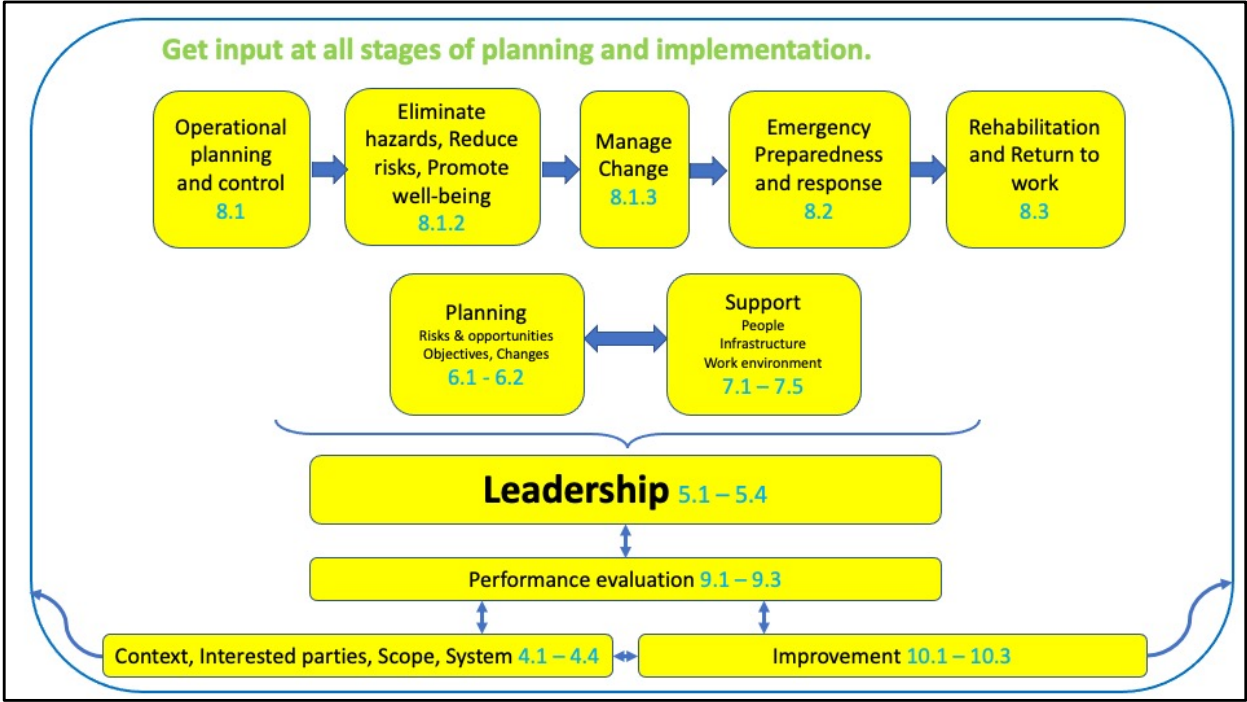 Get input at all stages of planning and implementation.
Operational
planning
and control
8.1
Eliminate
hazards, Reduce
risks, Promote
well-being
8.1.2
Manage
Change
8.1.3
Emergency
Preparedness
and response
8.2
Rehabilitation
and Return to
work
8.3
Planning
Risks & opportunities
Objectives, Changes
6.1 - 6.2
Support
People
Infrastructure
Work environment
7.1 – 7.5
Leadership 5.1 – 5.4
Performance evaluation 9.1 – 9.3
Context, Interested parties, Scope, System 4.1 – 4.4
Improvement 10.1 – 10.3